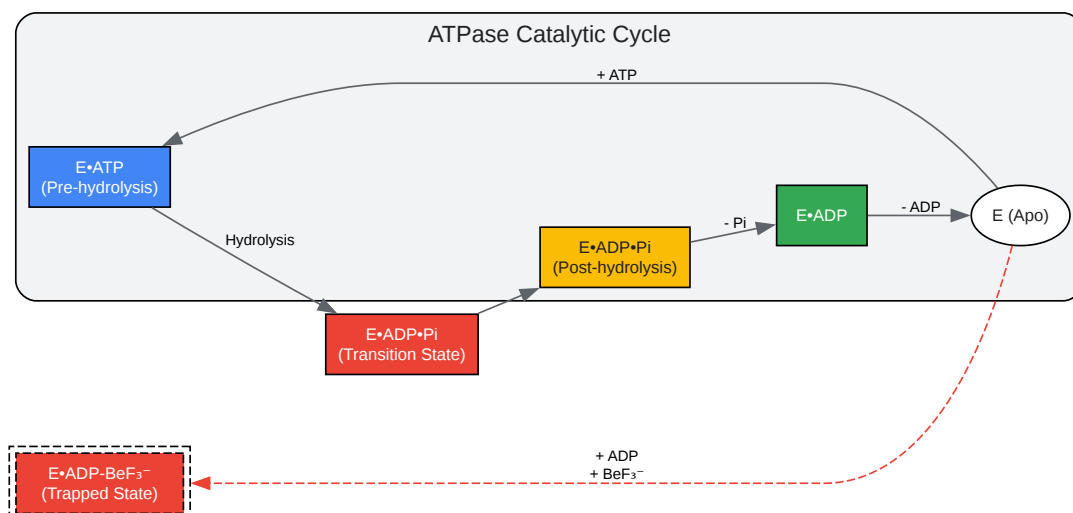 ATPase Catalytic Cycle
+ ATP
E•ATP
(Pre-hydrolysis)
Hydrolysis
E•ADP•Pi
(Transition State)
E•ADP•Pi
(Post-hydrolysis)
- Pi
E•ADP
- ADP
E (Apo)
+ ADP
+ BeF₃⁻
E•ADP-BeF₃⁻
(Trapped State)